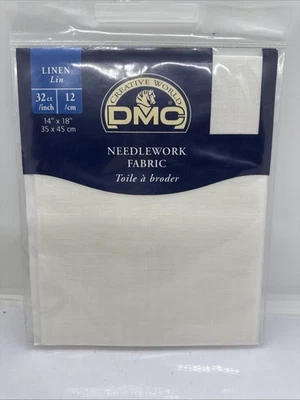 LINEN
Lin
32ct
/inch
12
/cm
14" x 18"
35 x 45 cm
CREATIVE WORLD
DMC
NEEDLEWORK
FABRIC
Toile à broder